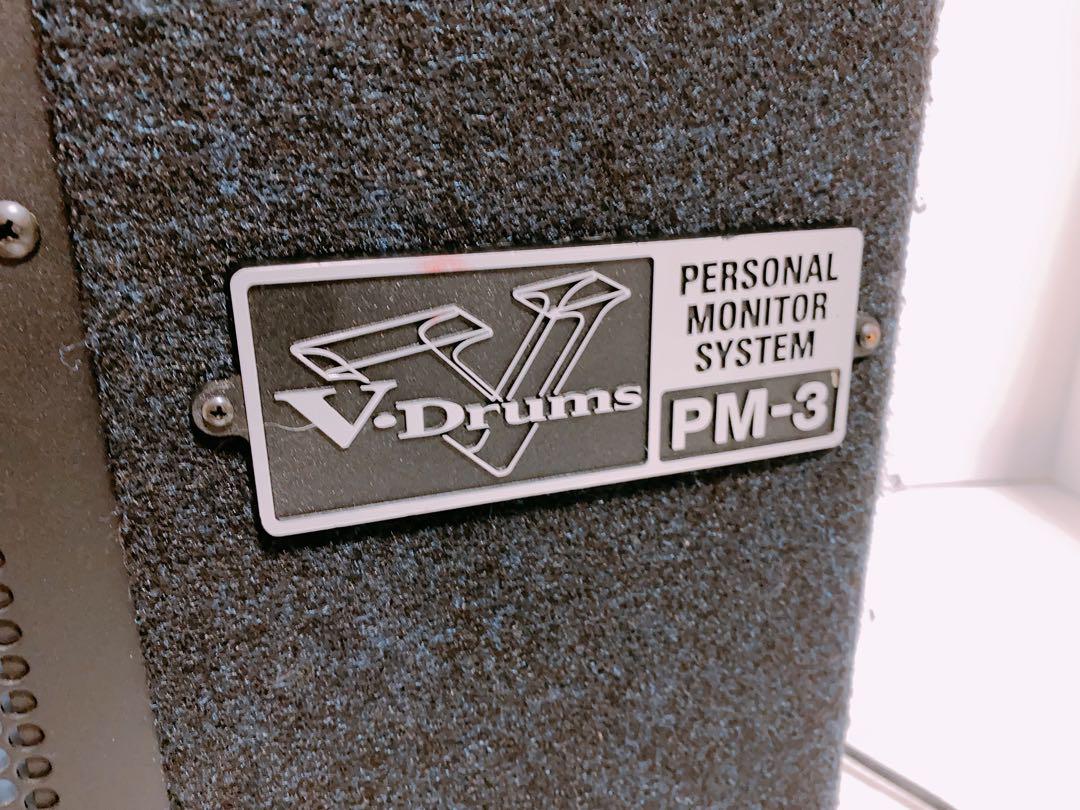 V-Drums
PERSONAL
MONITOR
SYSTEM
PM-3